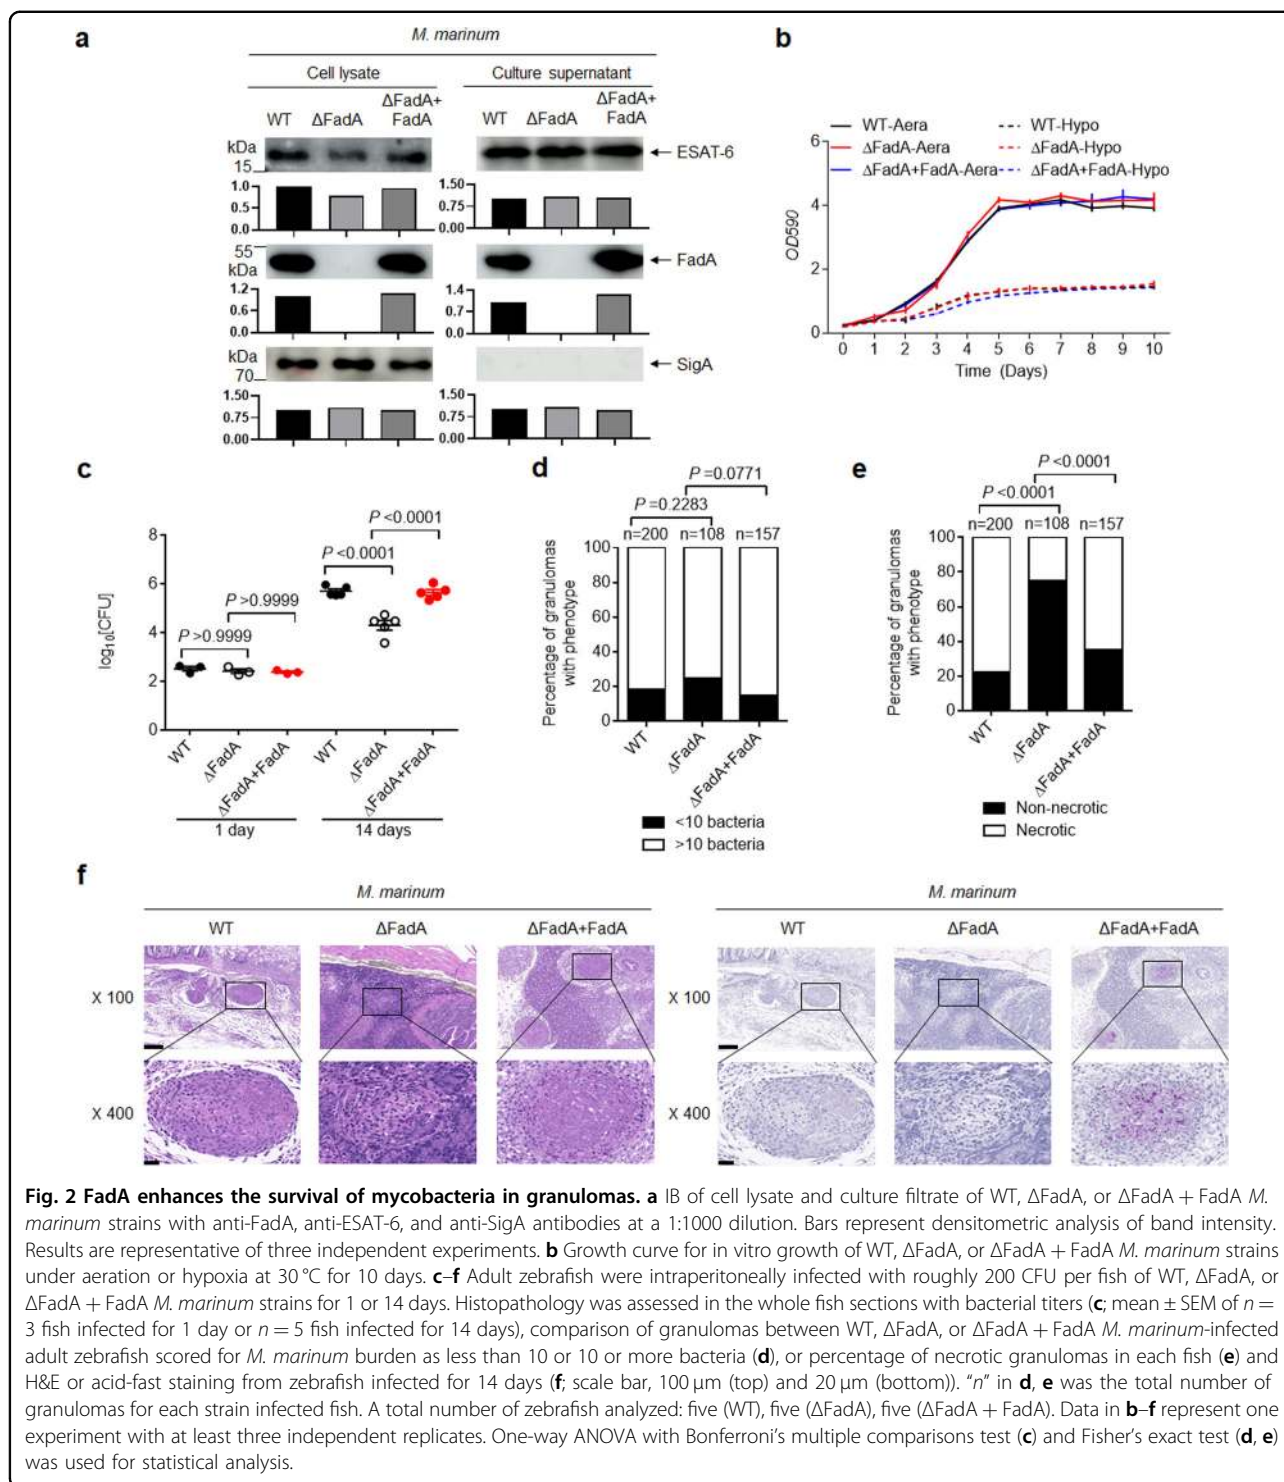 a
M. marinum
Cell lysate
Culture supernatant
WT ΔFadA ΔFadA+ FadA
WT ΔFadA ΔFadA+ FadA
kDa
15
ESAT-6
1.0
0.5
0.0
1.50
0.75
0.00
55
kDa
FadA
1.2
0.6
0.0
1.4
0.7
0.0
kDa
70
SigA
1.50
0.75
0.00
1.50
0.75
0.00
b
WT-Aera WT-Hypo
ΔFadA-Aera ΔFadA-Hypo
ΔFadA+FadA-Aera ΔFadA+FadA-Hypo
OD590
6
4
2
0
0 1 2 3 4 5 6 7 8 9 10
Time (Days)
c
log10[CFU]
8
6
4
2
0
P >0.9999
P >0.9999
P <0.0001
P <0.0001
WT ΔFadA ΔFadA+FadA WT ΔFadA ΔFadA+FadA
1 day 14 days
d
P =0.0771
P =0.2283
n=200 n=108 n=157
Percentage of granulomas with phenotype
100
80
60
40
20
0
WT ΔFadA ΔFadA+FadA
<10 bacteria
>10 bacteria
e
P <0.0001
P <0.0001
n=200 n=108 n=157
Percentage of granulomas with phenotype
100
80
60
40
20
0
WT ΔFadA ΔFadA+FadA
Non-necrotic
Necrotic
f
M. marinum M. marinum
WT ΔFadA ΔFadA+FadA WT ΔFadA ΔFadA+FadA
X 100 X 100
X 400 X 400
Fig. 2 FadA enhances the survival of mycobacteria in granulomas. a IB of cell lysate and culture filtrate of WT, ΔFadA, or ΔFadA + FadA M.
marinum strains with anti-FadA, anti-ESAT-6, and anti-SigA antibodies at a 1:1000 dilution. Bars represent densitometric analysis of band intensity.
Results are representative of three independent experiments. b Growth curve for in vitro growth of WT, ΔFadA, or ΔFadA + FadA M. marinum strains
under aeration or hypoxia at 30 °C for 10 days. c–f Adult zebrafish were intraperitoneally infected with roughly 200 CFU per fish of WT, ΔFadA, or
ΔFadA + FadA M. marinum strains for 1 or 14 days. Histopathology was assessed in the whole fish sections with bacterial titers (c; mean ± SEM of n =
3 fish infected for 1 day or n = 5 fish infected for 14 days), comparison of granulomas between WT, ΔFadA, or ΔFadA + FadA M. marinum-infected
adult zebrafish scored for M. marinum burden as less than 10 or 10 or more bacteria (d), or percentage of necrotic granulomas in each fish (e) and
H&E or acid-fast staining from zebrafish infected for 14 days (f; scale bar, 100 μm (top) and 20 μm (bottom)). "n" in d, e was the total number of
granulomas for each strain infected fish. A total number of zebrafish analyzed: five (WT), five (ΔFadA), five (ΔFadA + FadA). Data in b–f represent one
experiment with at least three independent replicates. One-way ANOVA with Bonferroni's multiple comparisons test (c) and Fisher's exact test (d, e)
was used for statistical analysis.